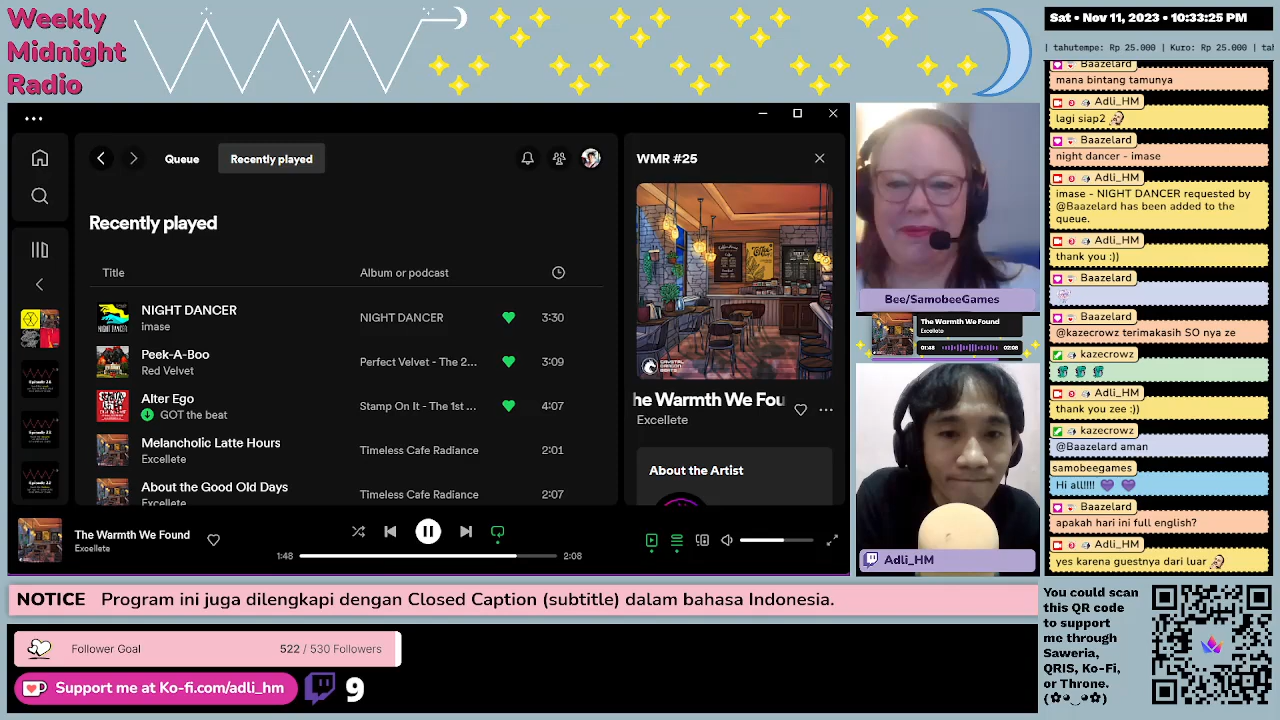 Weekly
Midnight
Radio
Sat • Nov 11, 2023 • 10:33:25 PM
| tahutempe: Rp 25.000 | Kuro: Rp 25.000 | tah
Queue
Recently played
Recently played
Title
Album or podcast
NIGHT DANCER
imase
NIGHT DANCER
3:30
Peek-A-Boo
Red Velvet
Perfect Velvet - The 2...
3:09
Alter Ego
GOT the beat
Stamp On It - The 1st ...
4:07
Melancholic Latte Hours
Excellete
Timeless Cafe Radiance
2:01
About the Good Old Days
Excellete
Timeless Cafe Radiance
2:07
WMR #25
he Warmth We Fou
Excellete
About the Artist
The Warmth We Found
Excellete
1:48
2:08
Bee/SamobeeGames
The Warmth We Found
Excellete
01:48
02:08
Adli_HM
Baazelard
mana bintang tamunya
Adli_HM
lagi siap2
Baazelard
night dancer - imase
Adli_HM
imase - NIGHT DANCER requested by
@Baazelard has been added to the
queue.
Adli_HM
thank you :))
Baazelard
Baazelard
@kazecrowz terimakasih SO nya ze
kazecrowz
Adli_HM
thank you zee :))
kazecrowz
@Baazelard aman
samobeegames
Hi all!!!!
Baazelard
apakah hari ini full english?
Adli_HM
yes karena guestnya dari luar
NOTICE Program ini juga dilengkapi dengan Closed Caption (subtitle) dalam bahasa Indonesia.
Follower Goal
522 / 530 Followers
Support me at Ko-fi.com/adli_hm
9
You could scan
this QR code
to support
me through
Saweria,
QRIS, Ko-Fi,
or Throne.
(✿◕‿◕✿)